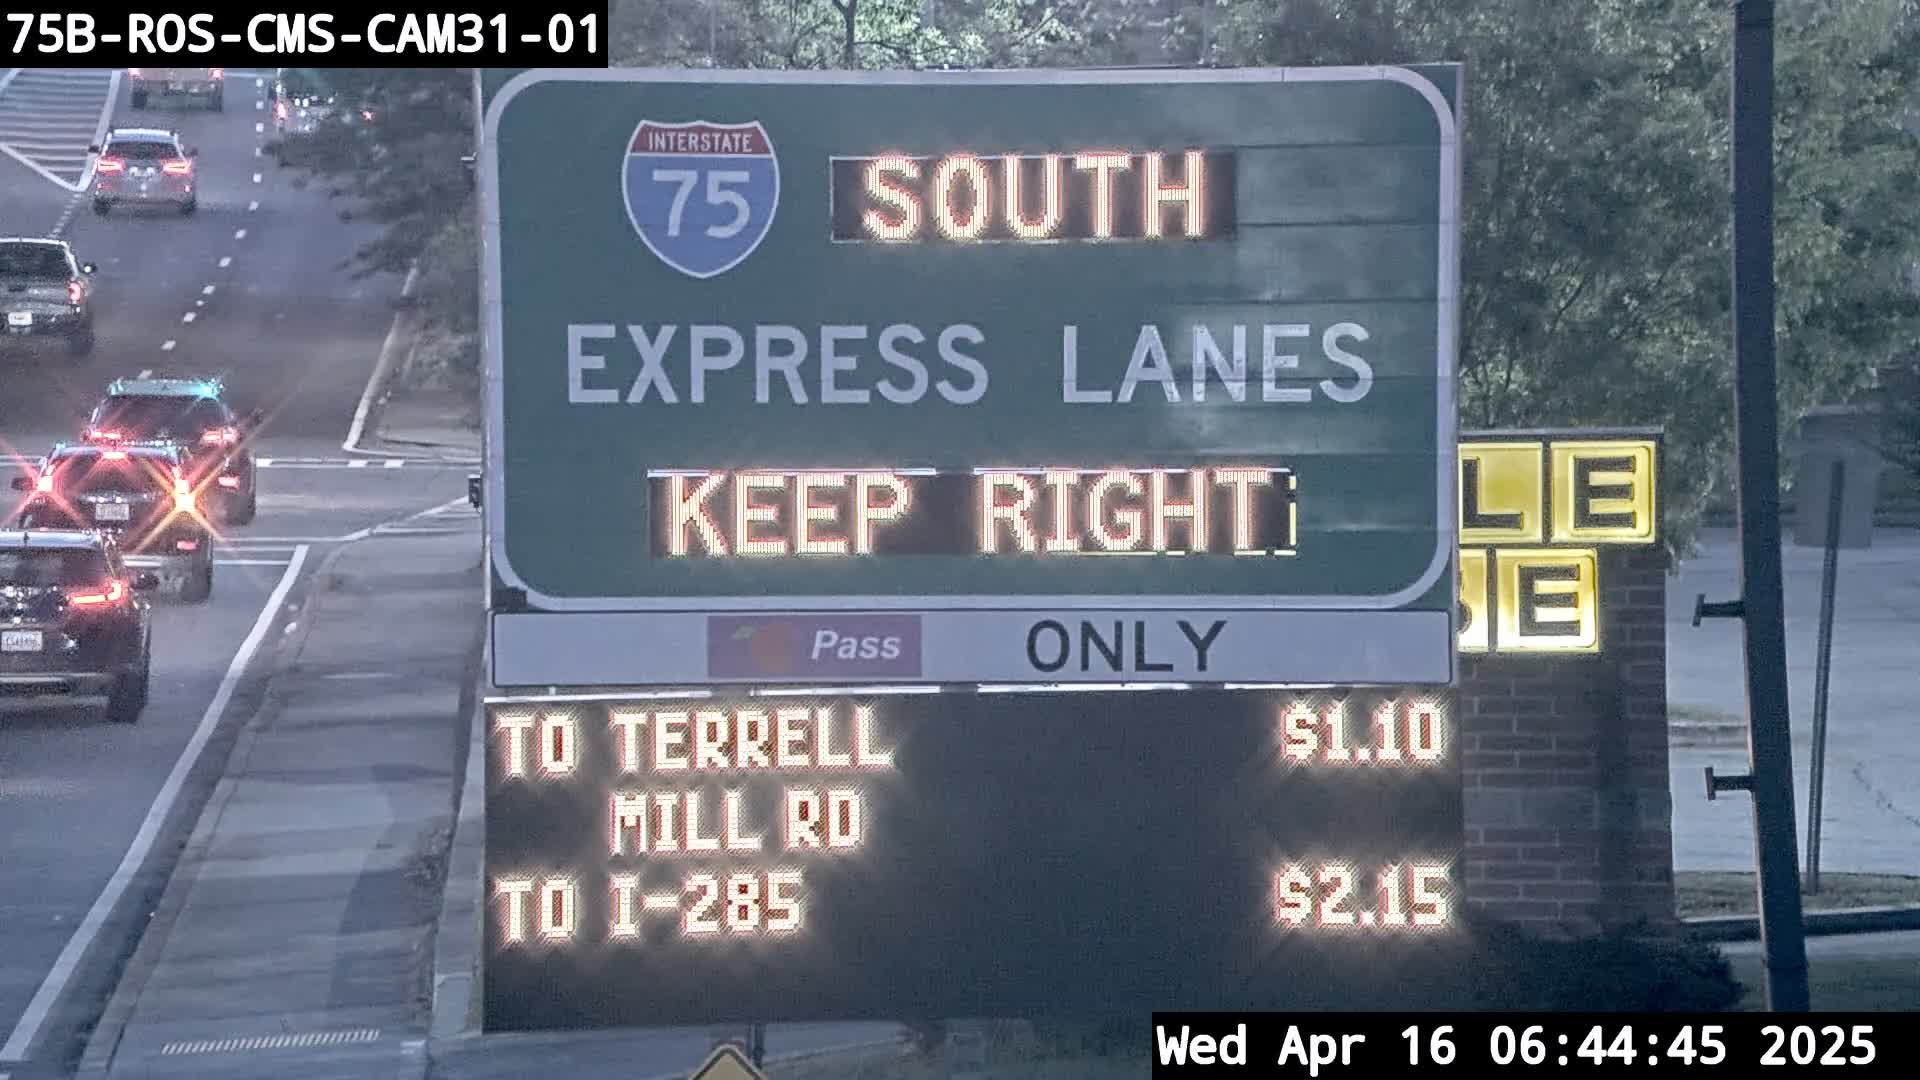 75B-ROS-CMS-CAM31-01
INTERSTATE
75
SOUTH
EXPRESS LANES
KEEP RIGHT
Pass ONLY
TO TERRELL $1.10
MILL RD
TO I-285 $2.15
LE
E
Wed Apr 16 06:44:45 2025